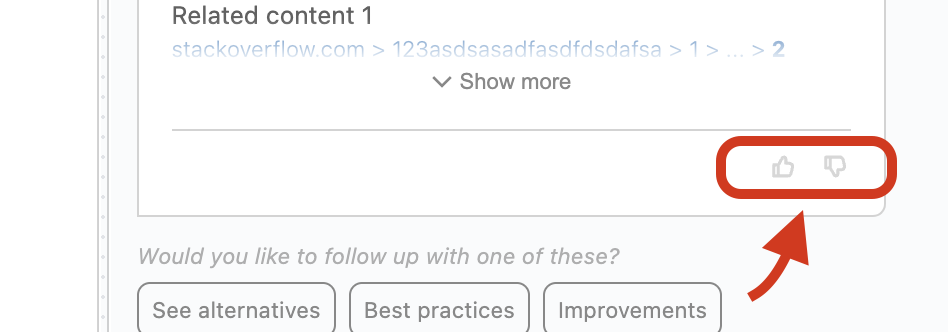 Related content 1
stackoverflow.com > 123asdsasadfasdfdsdafsa > 1 > ... > 2
Show more
Would you like to follow up with one of these?
See alternatives
Best practices
Improvements